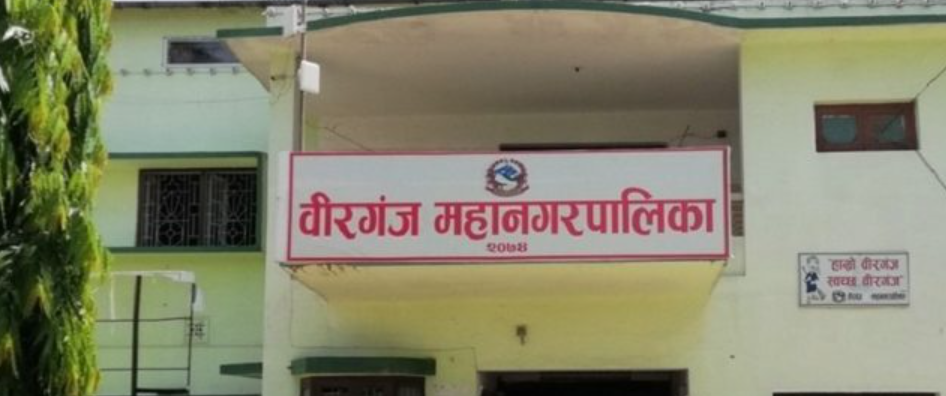 वीरगंज महानगरपालिका
२०७४
"हाम्रो वीरगंज
स्वच्छ वीरगंज"